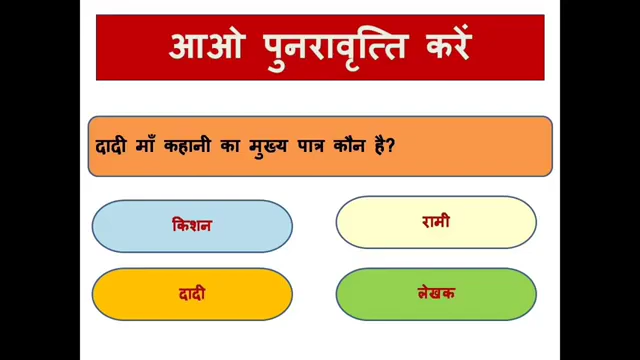 आओ पुनरावृत्ति करें
दादी माँ कहानी का मुख्य पात्र कौन है?
किशन
रामी
दादी
लेखक